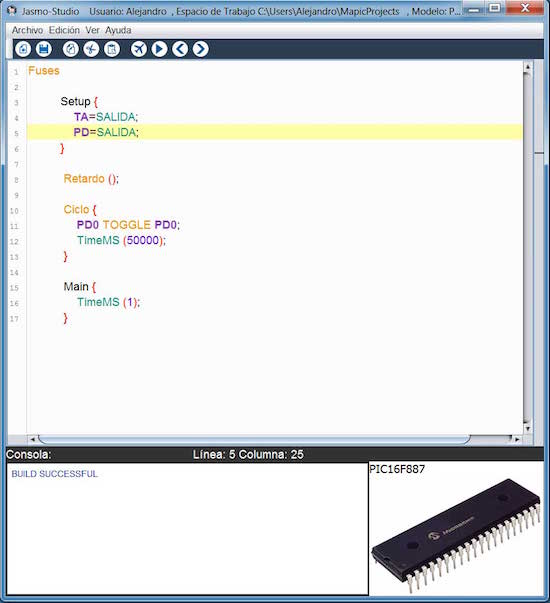 Jasmo-Studio    Usuario: Alejandro  , Espacio de Trabajo C:\Users\Alejandro\MapicProjects  , Modelo: P...
Archivo Edición Ver Ayuda
1 Fuses
2
3 Setup {
4 TA=SALIDA;
5 PD=SALIDA;
6 }
7
8 Retardo ();
9
10 Ciclo {
11 PD0 TOGGLE PD0;
12 TimeMS (50000);
13 }
14
15 Main {
16 TimeMS (1);
17 }
Consola: Línea: 5 Columna: 25
BUILD SUCCESSFUL
PIC16F887
MICROCHIP